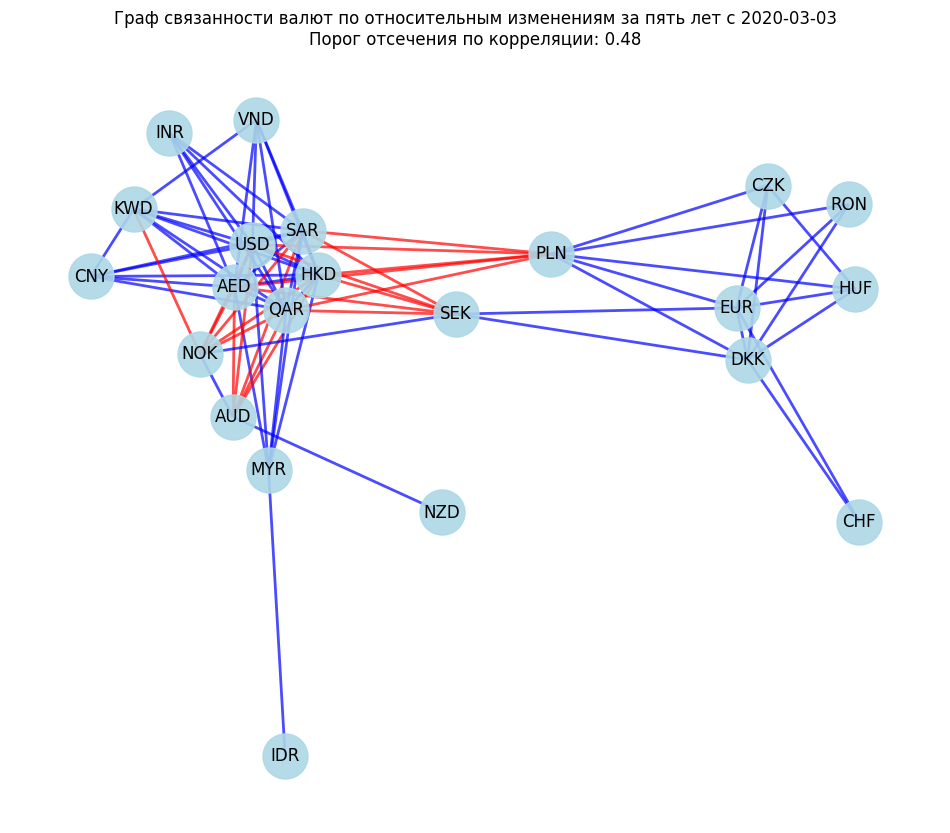 Граф связанности валют по относительным изменениям за пять лет с 2020-03-03
Порог отсечения по корреляции: 0.48
VND
INR
CZK
RON
KWD
SAR
USD
PLN
CNY
HKD
AED
HUF
QAR
EUR
SEK
NOK
DKK
AUD
MYR
NZD
CHF
IDR